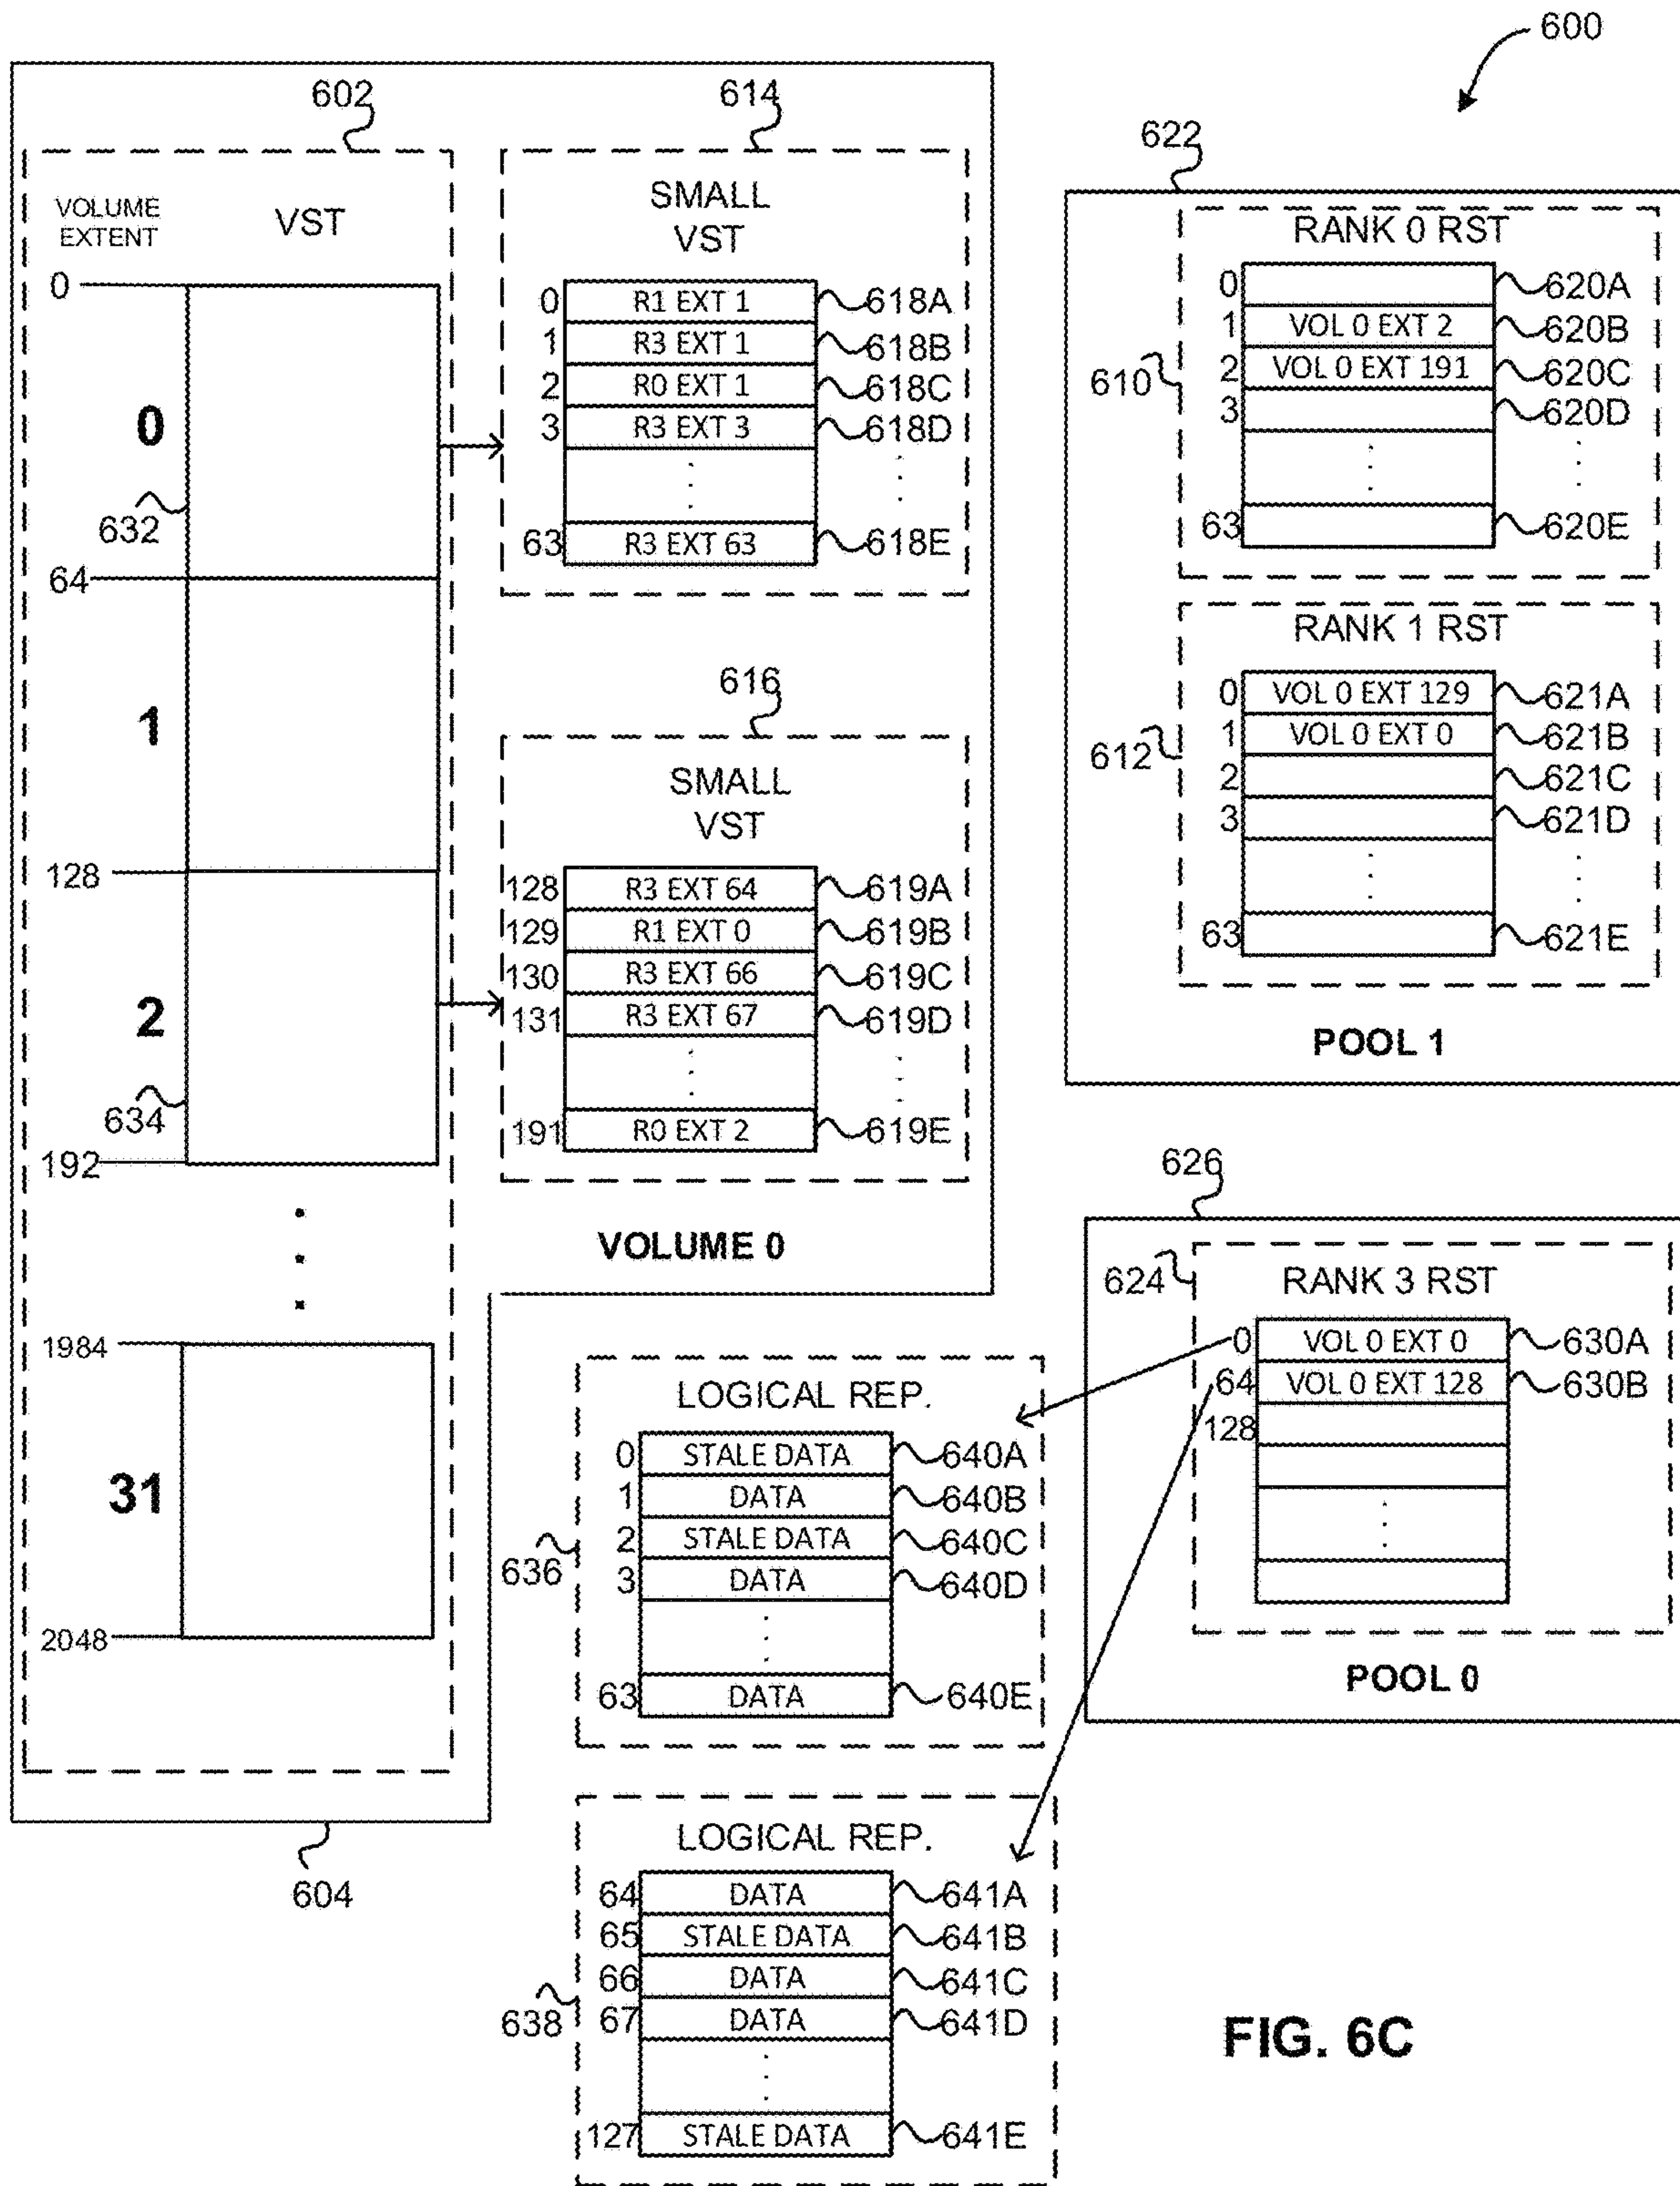 600
602
VOLUME
EXTENT
VST
0
0
632
64
1
128
2
634
192
1984
31
2048
604
614
SMALL
VST
0 R1 EXT 1 618A
1 R3 EXT 1 618B
2 R0 EXT 1 618C
3 R3 EXT 3 618D
63 R3 EXT 63 618E
616
SMALL
VST
128 R3 EXT 64 619A
129 R1 EXT 0 619B
130 R3 EXT 66 619C
131 R3 EXT 67 619D
191 R0 EXT 2 619E
VOLUME 0
622
610
RANK 0 RST
0 620A
1 VOL 0 EXT 2 620B
2 VOL 0 EXT 191 620C
3 620D
63 620E
612
RANK 1 RST
0 VOL 0 EXT 129 621A
1 VOL 0 EXT 0 621B
2 621C
3 621D
63 621E
POOL 1
626
624
RANK 3 RST
0 VOL 0 EXT 0 630A
64 VOL 0 EXT 128 630B
128
POOL 0
636
LOGICAL REP.
0 STALE DATA 640A
1 DATA 640B
2 STALE DATA 640C
3 DATA 640D
63 DATA 640E
638
LOGICAL REP.
64 DATA 641A
65 STALE DATA 641B
66 DATA 641C
67 DATA 641D
127 STALE DATA 641E
FIG. 6C